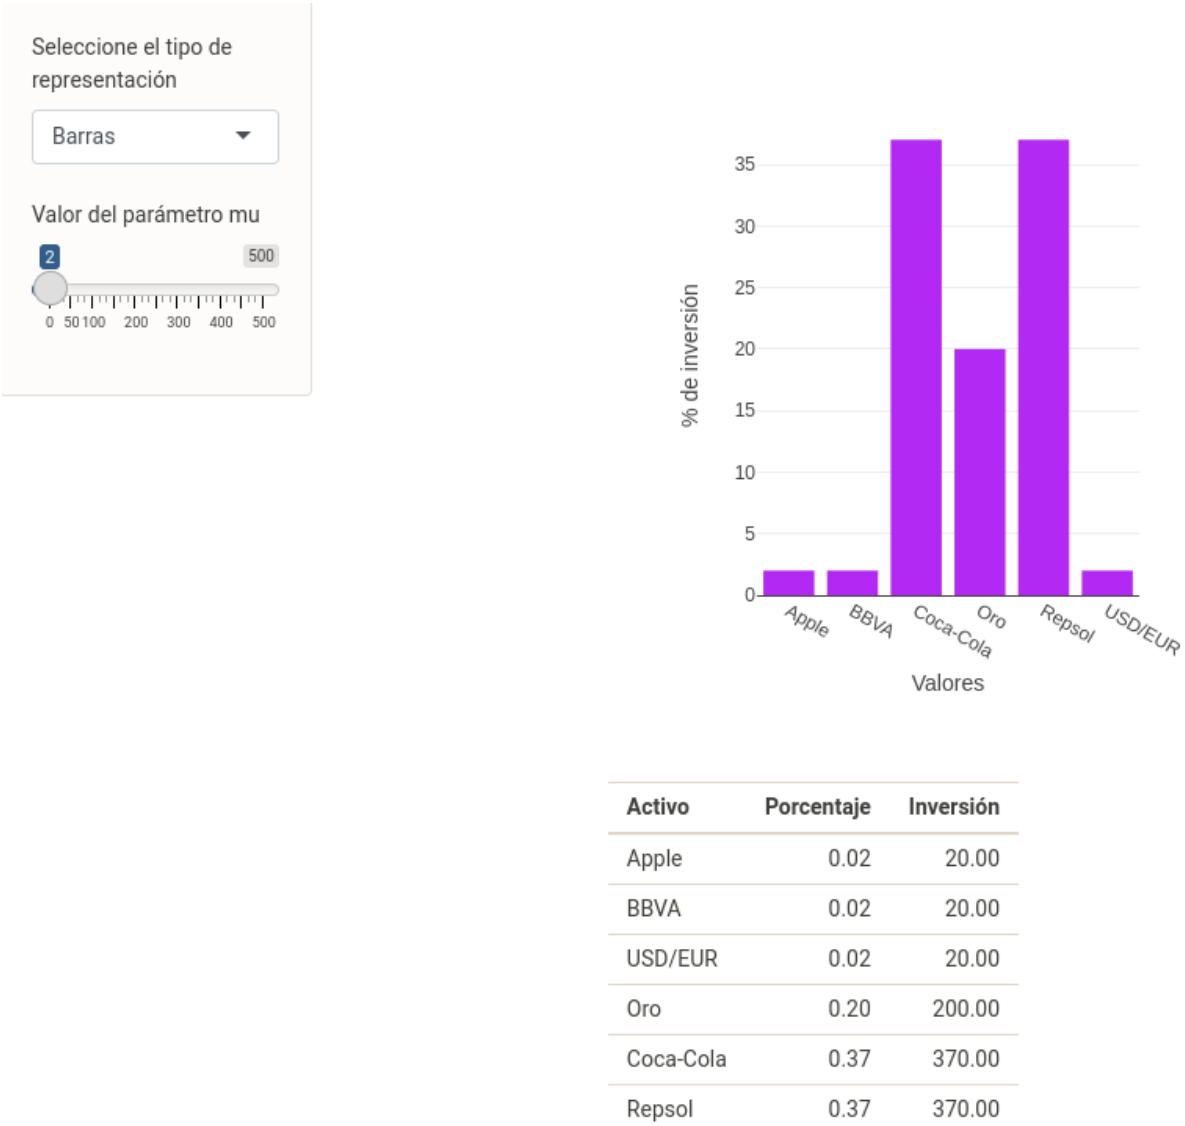 Seleccione el tipo de
representación
Barras
Valor del parámetro mu
2 500
0 50 100 200 300 400 500
% de inversión
35
30
25
20
15
10
5
0
Apple BBVA Coca-Cola Oro Repsol USD/EUR
Valores
Activo Porcentaje Inversión
Apple 0.02 20.00
BBVA 0.02 20.00
USD/EUR 0.02 20.00
Oro 0.20 200.00
Coca-Cola 0.37 370.00
Repsol 0.37 370.00